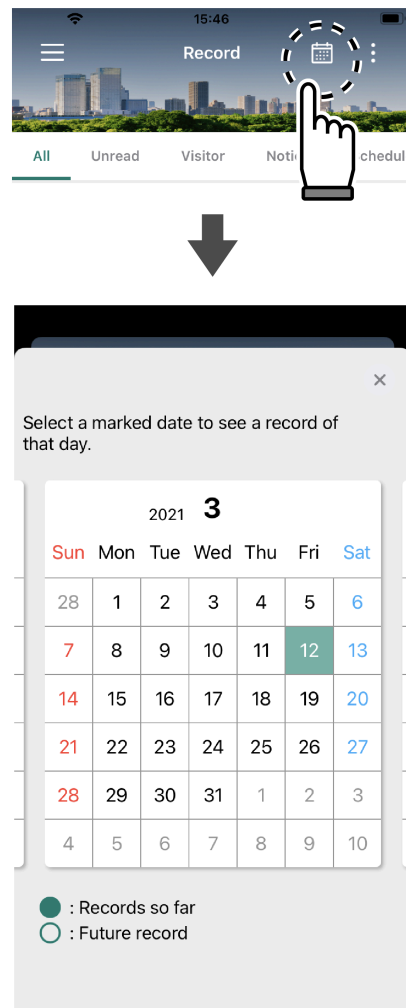 15:46
Record
All Unread Visitor
Select a marked date to see a record of
that day.
2021 3
Sun Mon Tue Wed Thu Fri Sat
28 1 2 3 4 5 6
7 8 9 10 11 12 13
14 15 16 17 18 19 20
21 22 23 24 25 26 27
28 29 30 31 1 2 3
4 5 6 7 8 9 10
: Records so far
: Future record